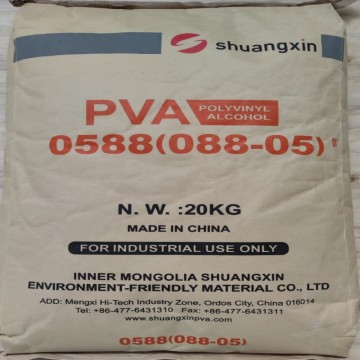 shuangxin
PVA POLYVINYL ALCOHOL
0588(088-05)
N. W. :20KG
MADE IN CHINA
FOR INDUSTRIAL USE ONLY
INNER MONGOLIA SHUANGXIN
ENVIRONMENT-FRIENDLY MATERIAL CO., LTD
ADD: Mengxi Hi-Tech Industry Zone, Ordos City, China 016014
Tel: +86-477-6431310 Fax: +86-477-6431311
www.shuangxinpva.com
0588(088-05)